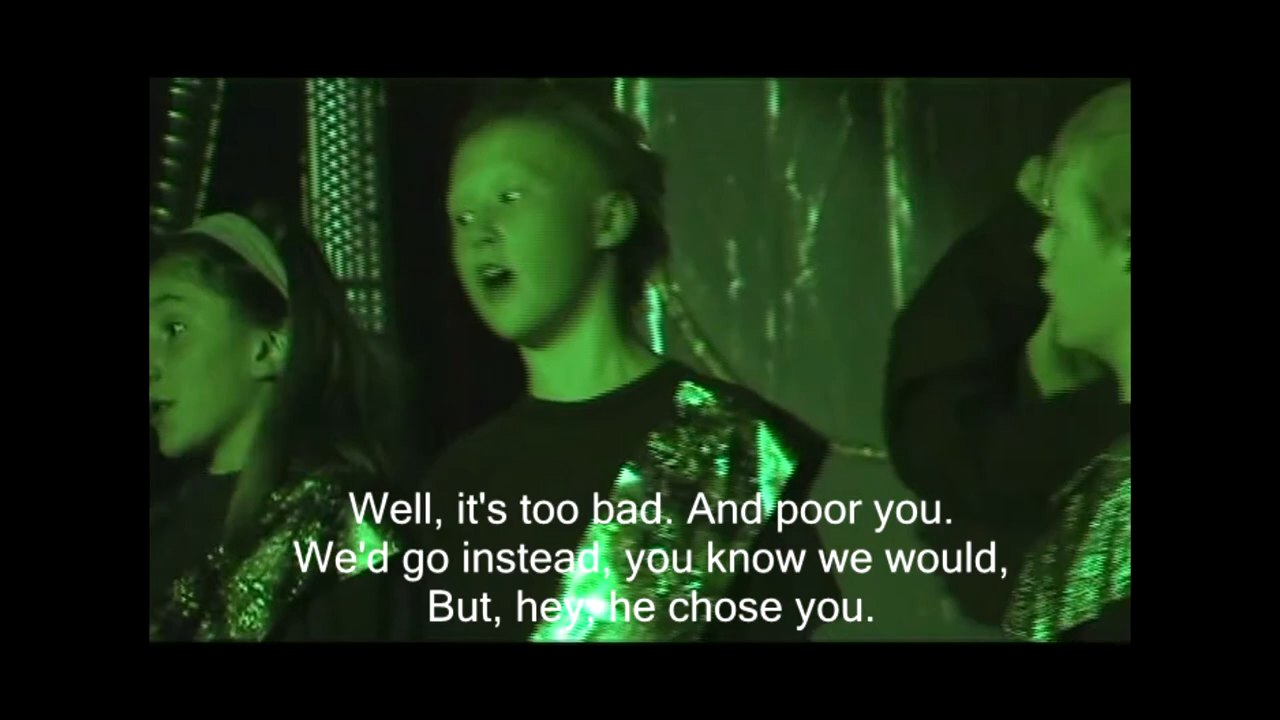 Well, it's too bad. And poor you.
We'd go instead, you know we would,
But, hey, he chose you.